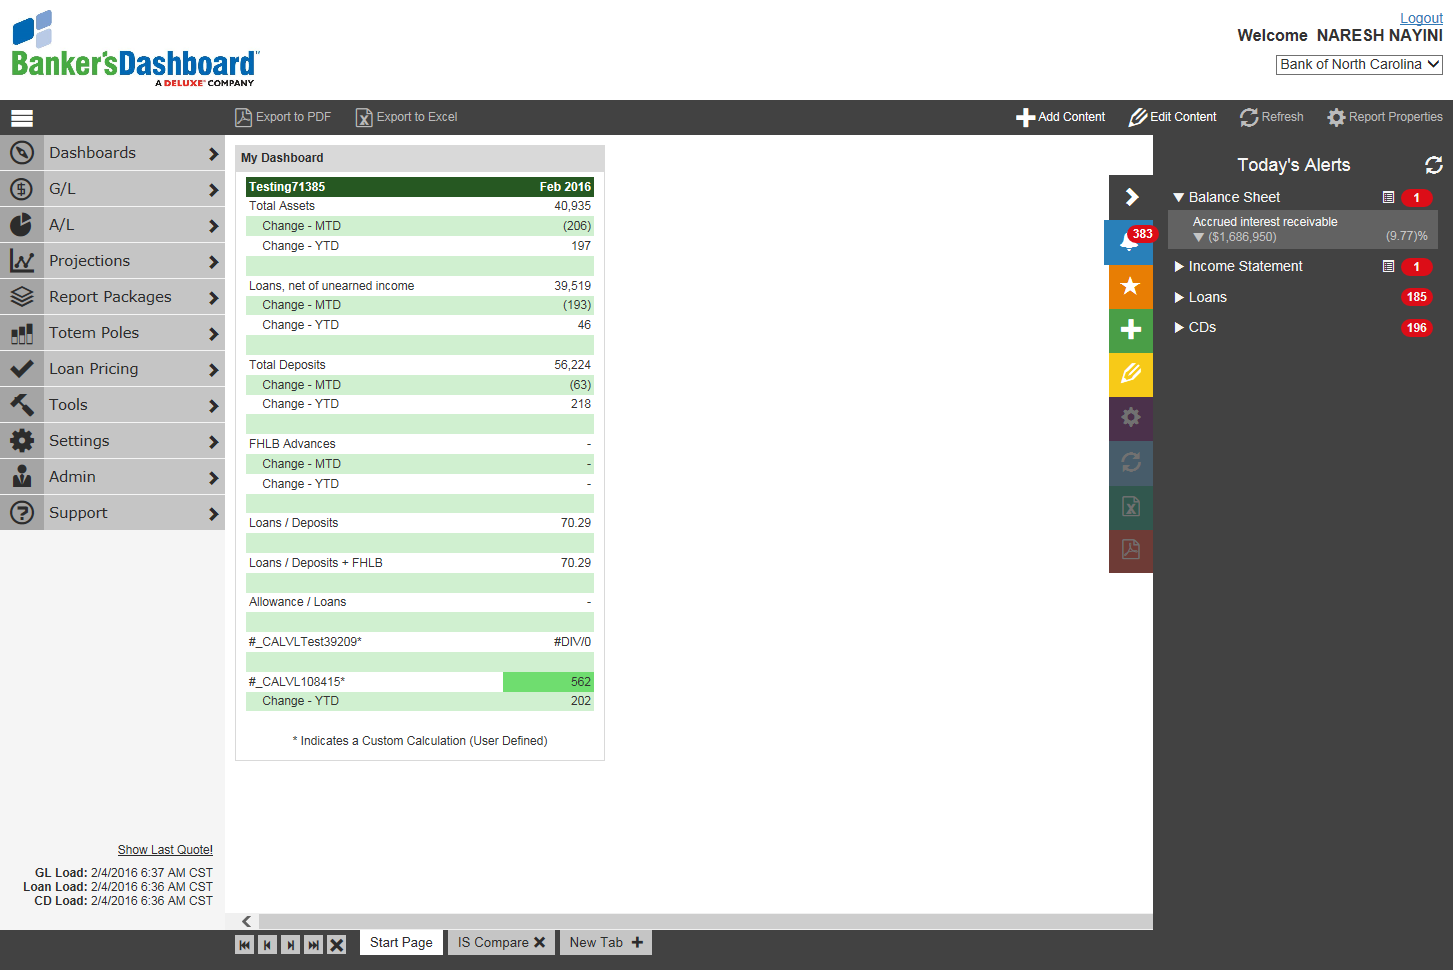 Banker'sDashboard
A DELUXE COMPANY
Logout
Welcome NARESH NAYINI
Bank of North Carolina
Export to PDF
Export to Excel
Add Content
Edit Content
Refresh
Report Properties
Dashboards
G/L
A/L
Projections
Report Packages
Totem Poles
Loan Pricing
Tools
Settings
Admin
Support
My Dashboard
Testing71385 Feb 2016
Total Assets 40,935
Change - MTD (206)
Change - YTD 197
Loans, net of unearned income 39,519
Change - MTD (193)
Change - YTD 46
Total Deposits 56,224
Change - MTD (63)
Change - YTD 218
FHLB Advances -
Change - MTD -
Change - YTD -
Loans / Deposits 70.29
Loans / Deposits + FHLB 70.29
Allowance / Loans -
#_CALVLTest39209* #DIV/0
#_CALVL108415* 562
Change - YTD 202
* Indicates a Custom Calculation (User Defined)
383
Today's Alerts
Balance Sheet 1
Accrued interest receivable
($1,686,950) (9.77)%
Income Statement 1
Loans 185
CDs 196
Show Last Quote!
GL Load: 2/4/2016 6:37 AM CST
Loan Load: 2/4/2016 6:36 AM CST
CD Load: 2/4/2016 6:36 AM CST
Start Page
IS Compare
New Tab